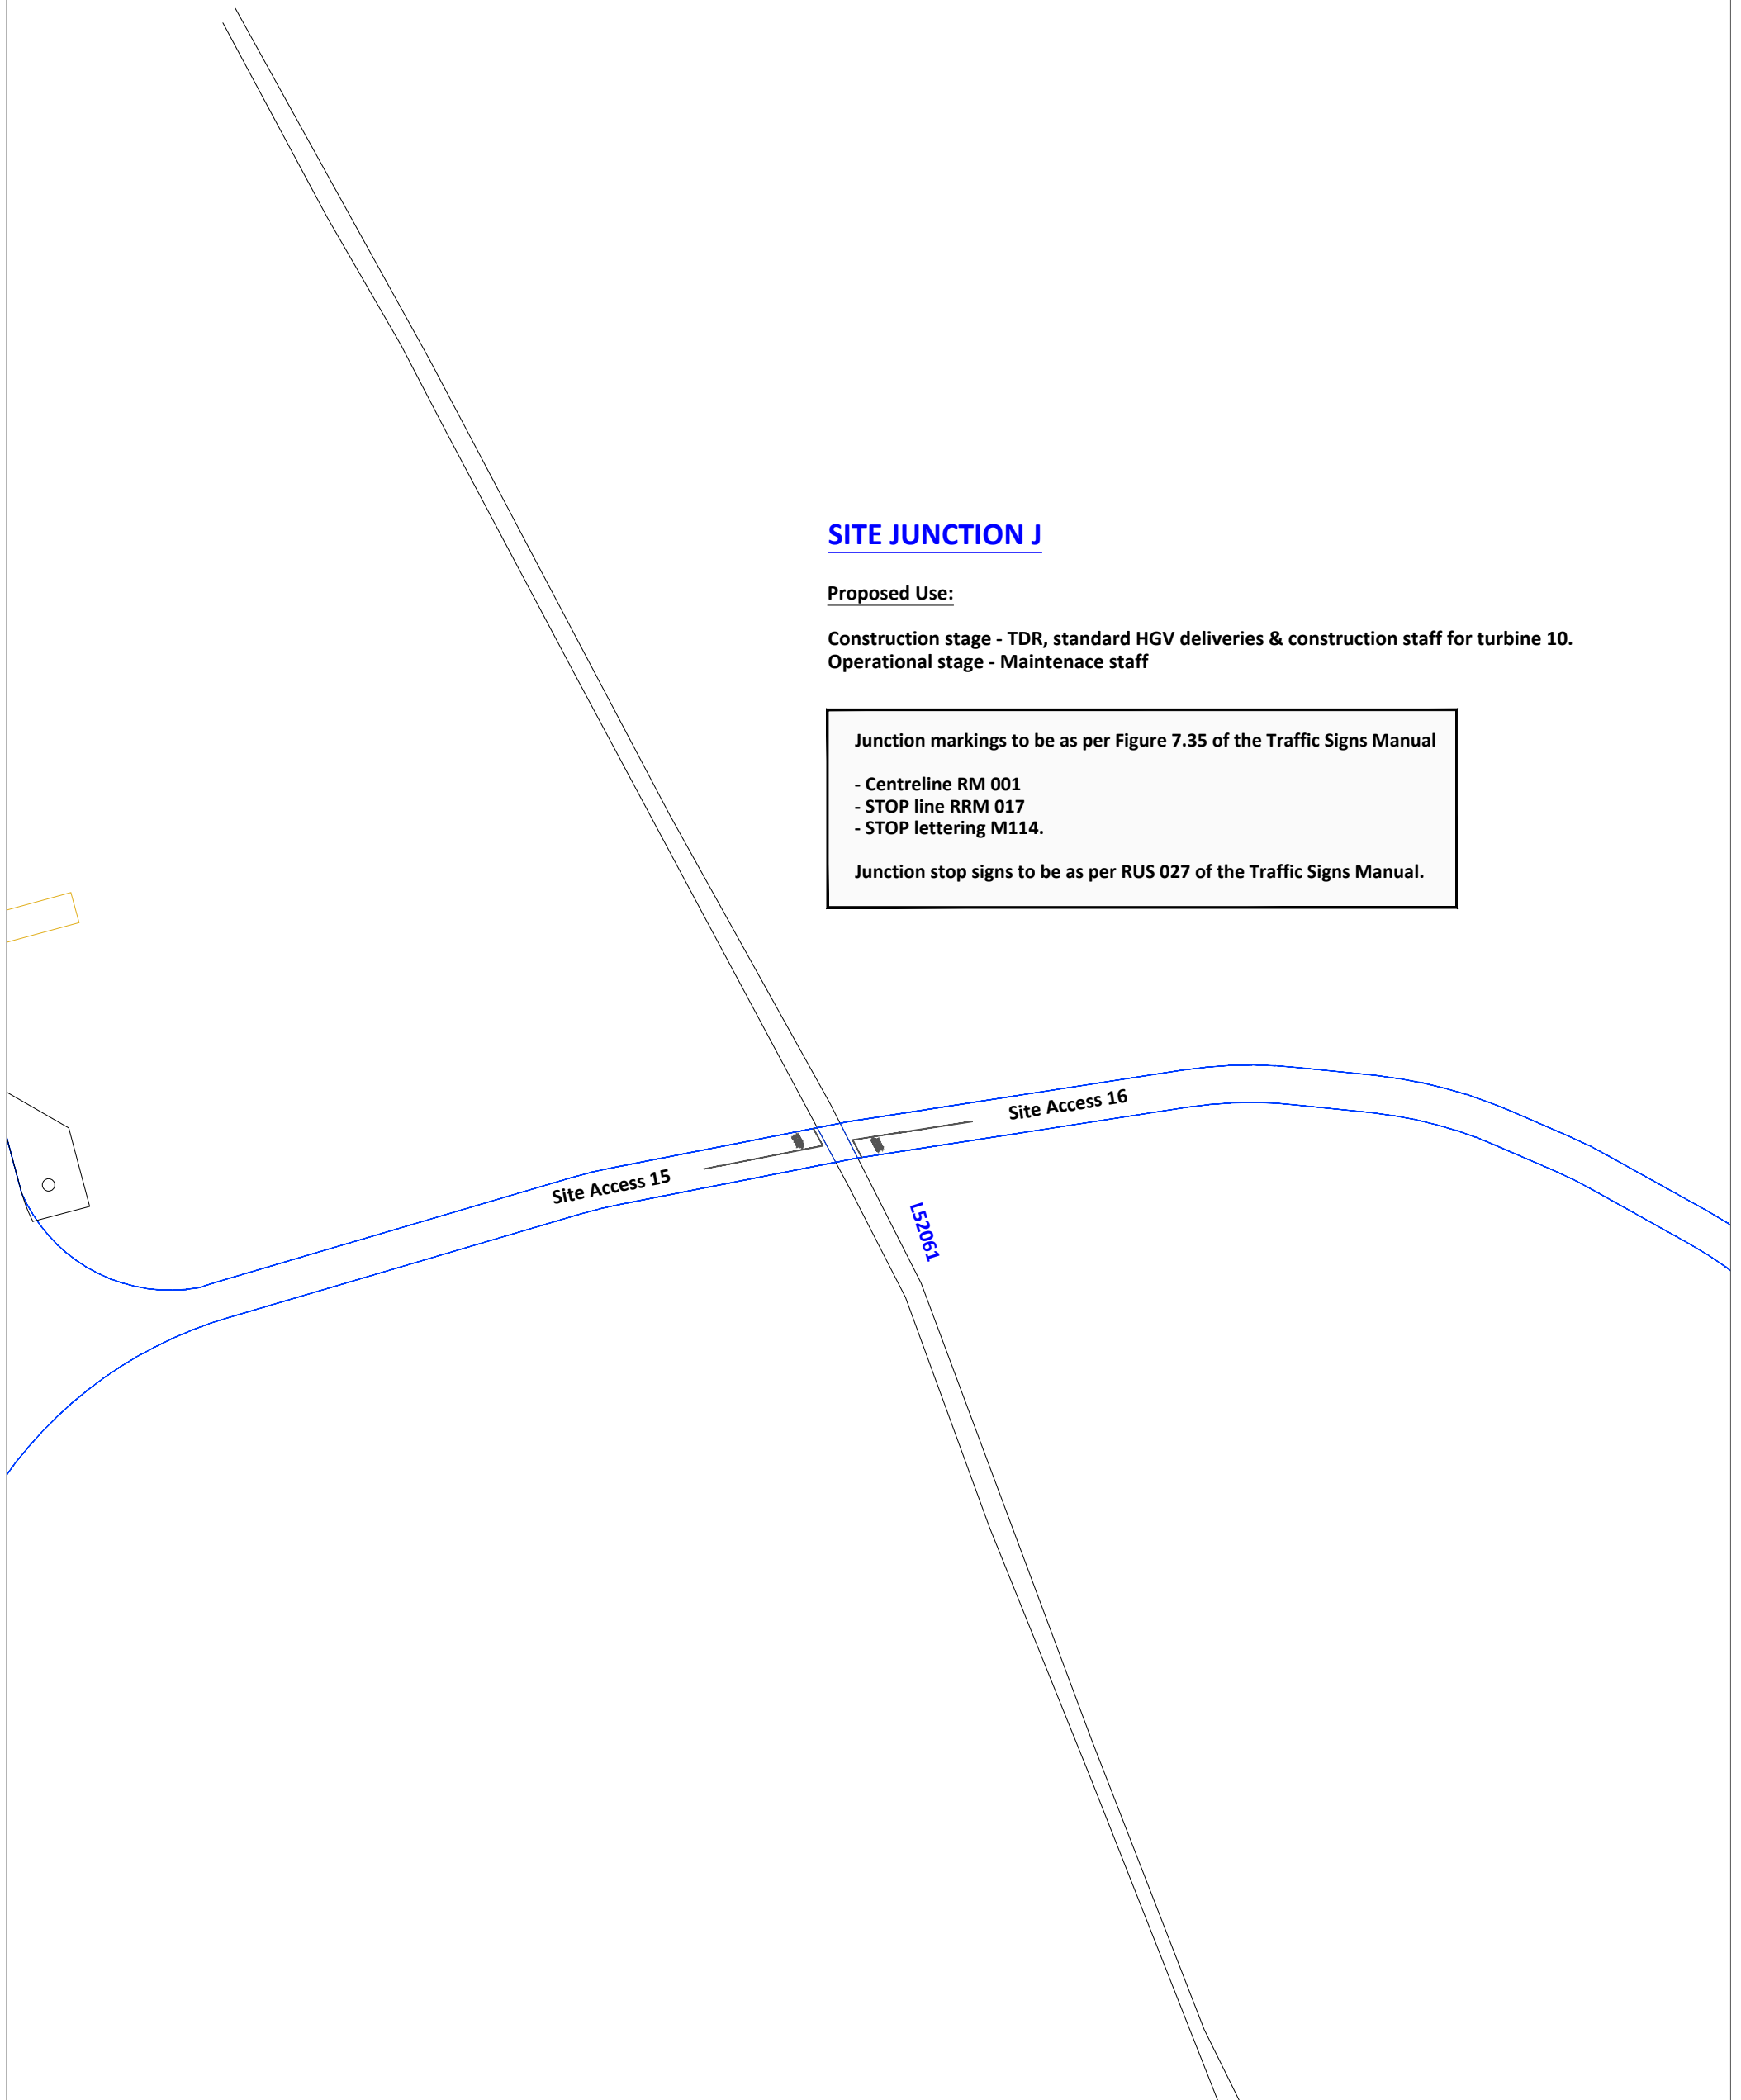 SITE JUNCTION J
Proposed Use:
Construction stage - TDR, standard HGV deliveries & construction staff for turbine 10.
Operational stage - Maintenace staff
Junction markings to be as per Figure 7.35 of the Traffic Signs Manual
- Centreline RM 001
- STOP line RRM 017
- STOP lettering M114.
Junction stop signs to be as per RUS 027 of the Traffic Signs Manual.
Site Access 16
Site Access 15
L52061